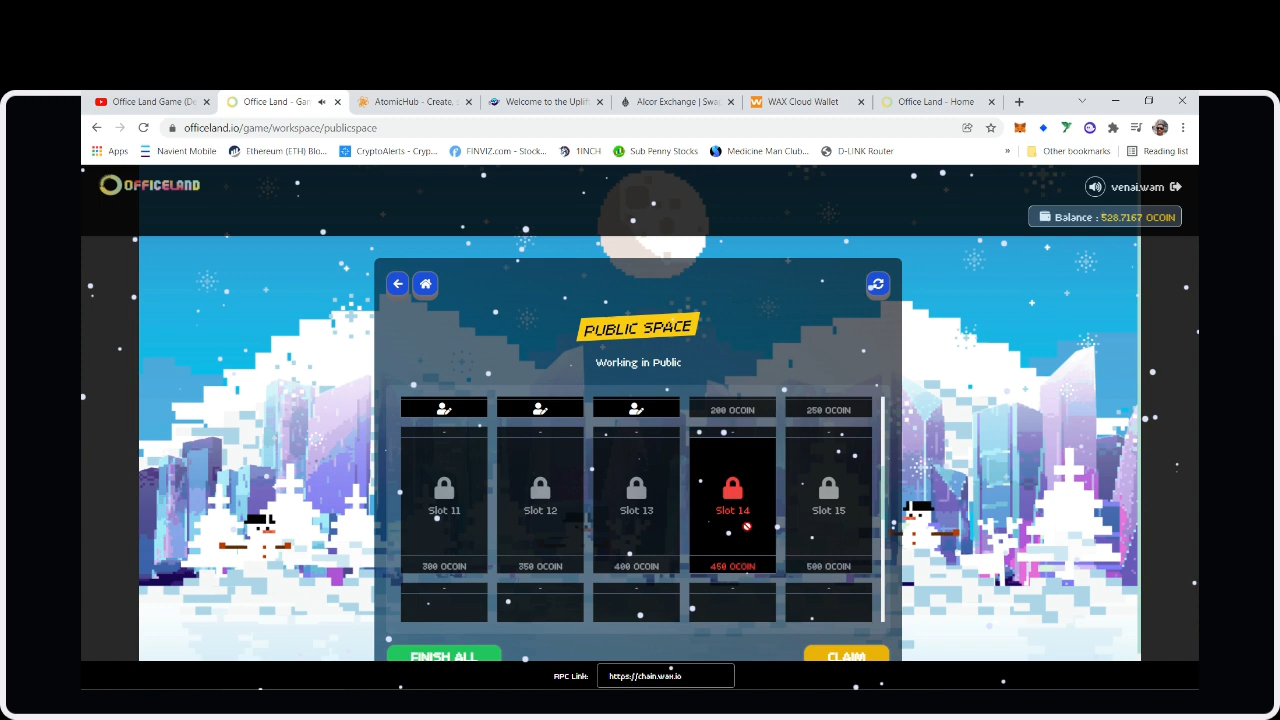 Office Land Game (De
Office Land - Gar
AtomicHub - Create,
Welcome to the Uplif
Alcor Exchange | Swap
WAX Cloud Wallet
Office Land - Home
officeland.io/game/workspace/publicspace
Apps
Navient Mobile
Ethereum (ETH) Blo...
CryptoAlerts - Cryp...
FINVIZ.com - Stock...
1INCH
Sub Penny Stocks
Medicine Man Club...
D-LINK Router
»
Other bookmarks
Reading list
OFFICELAND
venai.wam
Balance : 528.7167 OCOIN
PUBLIC SPACE
Working in Public
200 OCOIN
250 OCOIN
- - - - -
Slot 11
Slot 12
Slot 13
Slot 14
Slot 15
300 OCOIN
350 OCOIN
400 OCOIN
450 OCOIN
500 OCOIN
- - - - -
FINISH ALL
CLAIM
RPC Link:
https://chain.wax.io